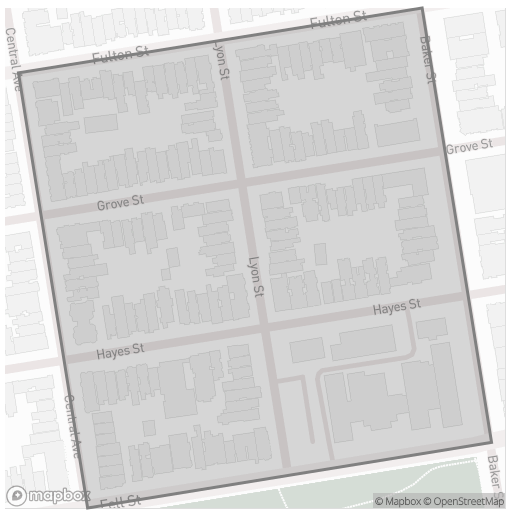 Fulton St
Fulton St
Central Ave
Lyon St
Baker St
Grove St
Grove St
Lyon St
Hayes St
Hayes St
Central Ave
Fell St
Baker S
mapbox
© Mapbox © OpenStreetMap